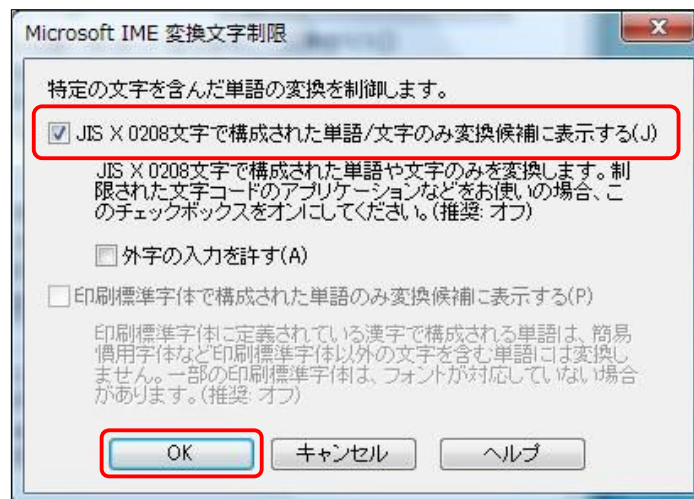 Microsoft IME 変換文字制限
特定の文字を含んだ単語の変換を制御します。
JIS X 0208文字で構成された単語/文字のみ変換候補に表示する(J)
JIS X 0208文字で構成された単語や文字のみを変換します。制
限された文字コードのアプリケーションなどをお使いの場合、こ
のチェックボックスをオンにしてください。(推奨: オフ)
外字の入力を許す(A)
印刷標準字体で構成された単語のみ変換候補に表示する(P)
印刷標準字体に定義されている漢字で構成される単語は、簡易
慣用字体など印刷標準字体以外の文字を含む単語には変換し
ません。一部の印刷標準字体は、フォントが対応していない場合
があります。(推奨: オフ)
OK キャンセル ヘルプ